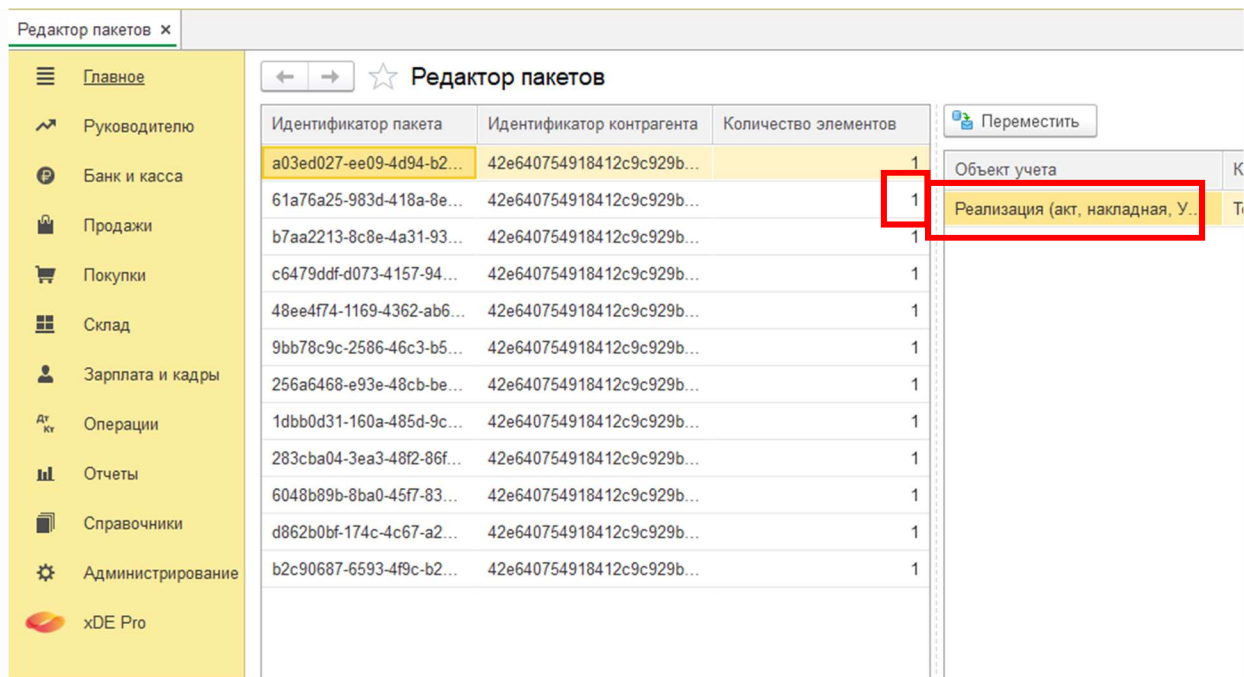 Редактор пакетов ×
Главное
Руководителю
Банк и касса
Продажи
Покупки
Склад
Зарплата и кадры
Дт Кт Операции
Отчеты
Справочники
Администрирование
xDE Pro
Редактор пакетов
Идентификатор пакета Идентификатор контрагента Количество элементов
a03ed027-ee09-4d94-b2... 42e640754918412c9c929b... 1
61a76a25-983d-418a-8e... 42e640754918412c9c929b... 1
b7aa2213-8c8e-4a31-93... 42e640754918412c9c929b... 1
c6479ddf-d073-4157-94... 42e640754918412c9c929b... 1
48ee4f74-1169-4362-ab6... 42e640754918412c9c929b... 1
9bb78c9c-2586-46c3-b5... 42e640754918412c9c929b... 1
256a6468-e93e-48cb-be... 42e640754918412c9c929b... 1
1dbb0d31-160a-485d-9c... 42e640754918412c9c929b... 1
283cba04-3ea3-48f2-86f... 42e640754918412c9c929b... 1
6048b89b-8ba0-45f7-83... 42e640754918412c9c929b... 1
d862b0bf-174c-4c67-a2... 42e640754918412c9c929b... 1
b2c90687-6593-4f9c-b2... 42e640754918412c9c929b... 1
Переместить
Объект учета
Реализация (акт, накладная, У...